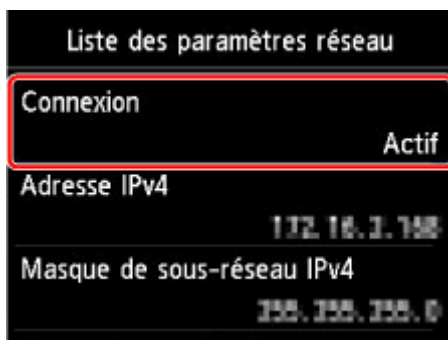 Liste des paramètres réseau
Connexion
Actif
Adresse IPv4
Masque de sous-réseau IPv4